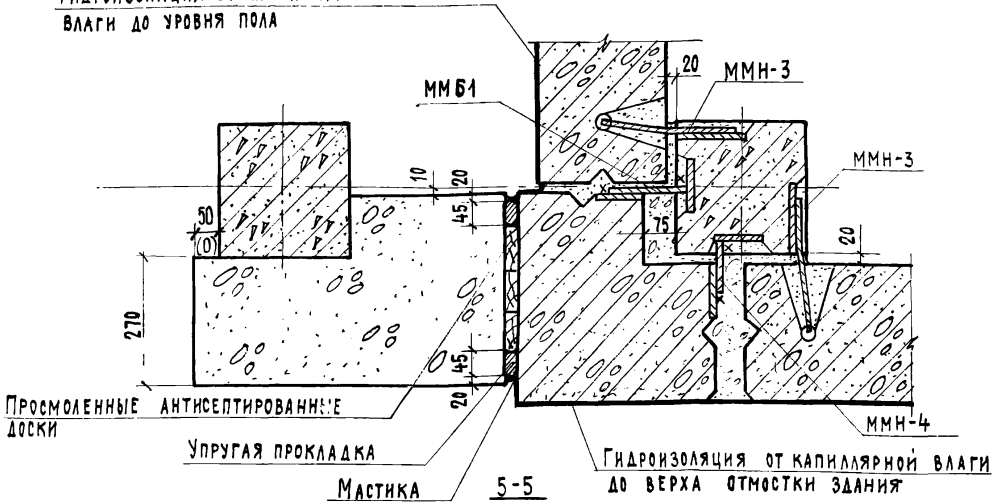 ВЛАГИ ДО УРОВНЯ ПОЛА
20
ММН-3
ММБ1
ММН-3
10
20
50
(0)
45
75
20
270
45
20
ПРОСМОЛЕННЫЕ АНТИСЕПТИРОВАННЫЕ
ДОСКИ
УПРУГАЯ ПРОКЛАДКА
МАСТИКА
5-5
ММН-4
ГИДРОИЗОЛЯЦИЯ ОТ КАПИЛЛЯРНОЙ ВЛАГИ
ДО ВЕРХА ОТМОСТКИ ЗДАНИЯ